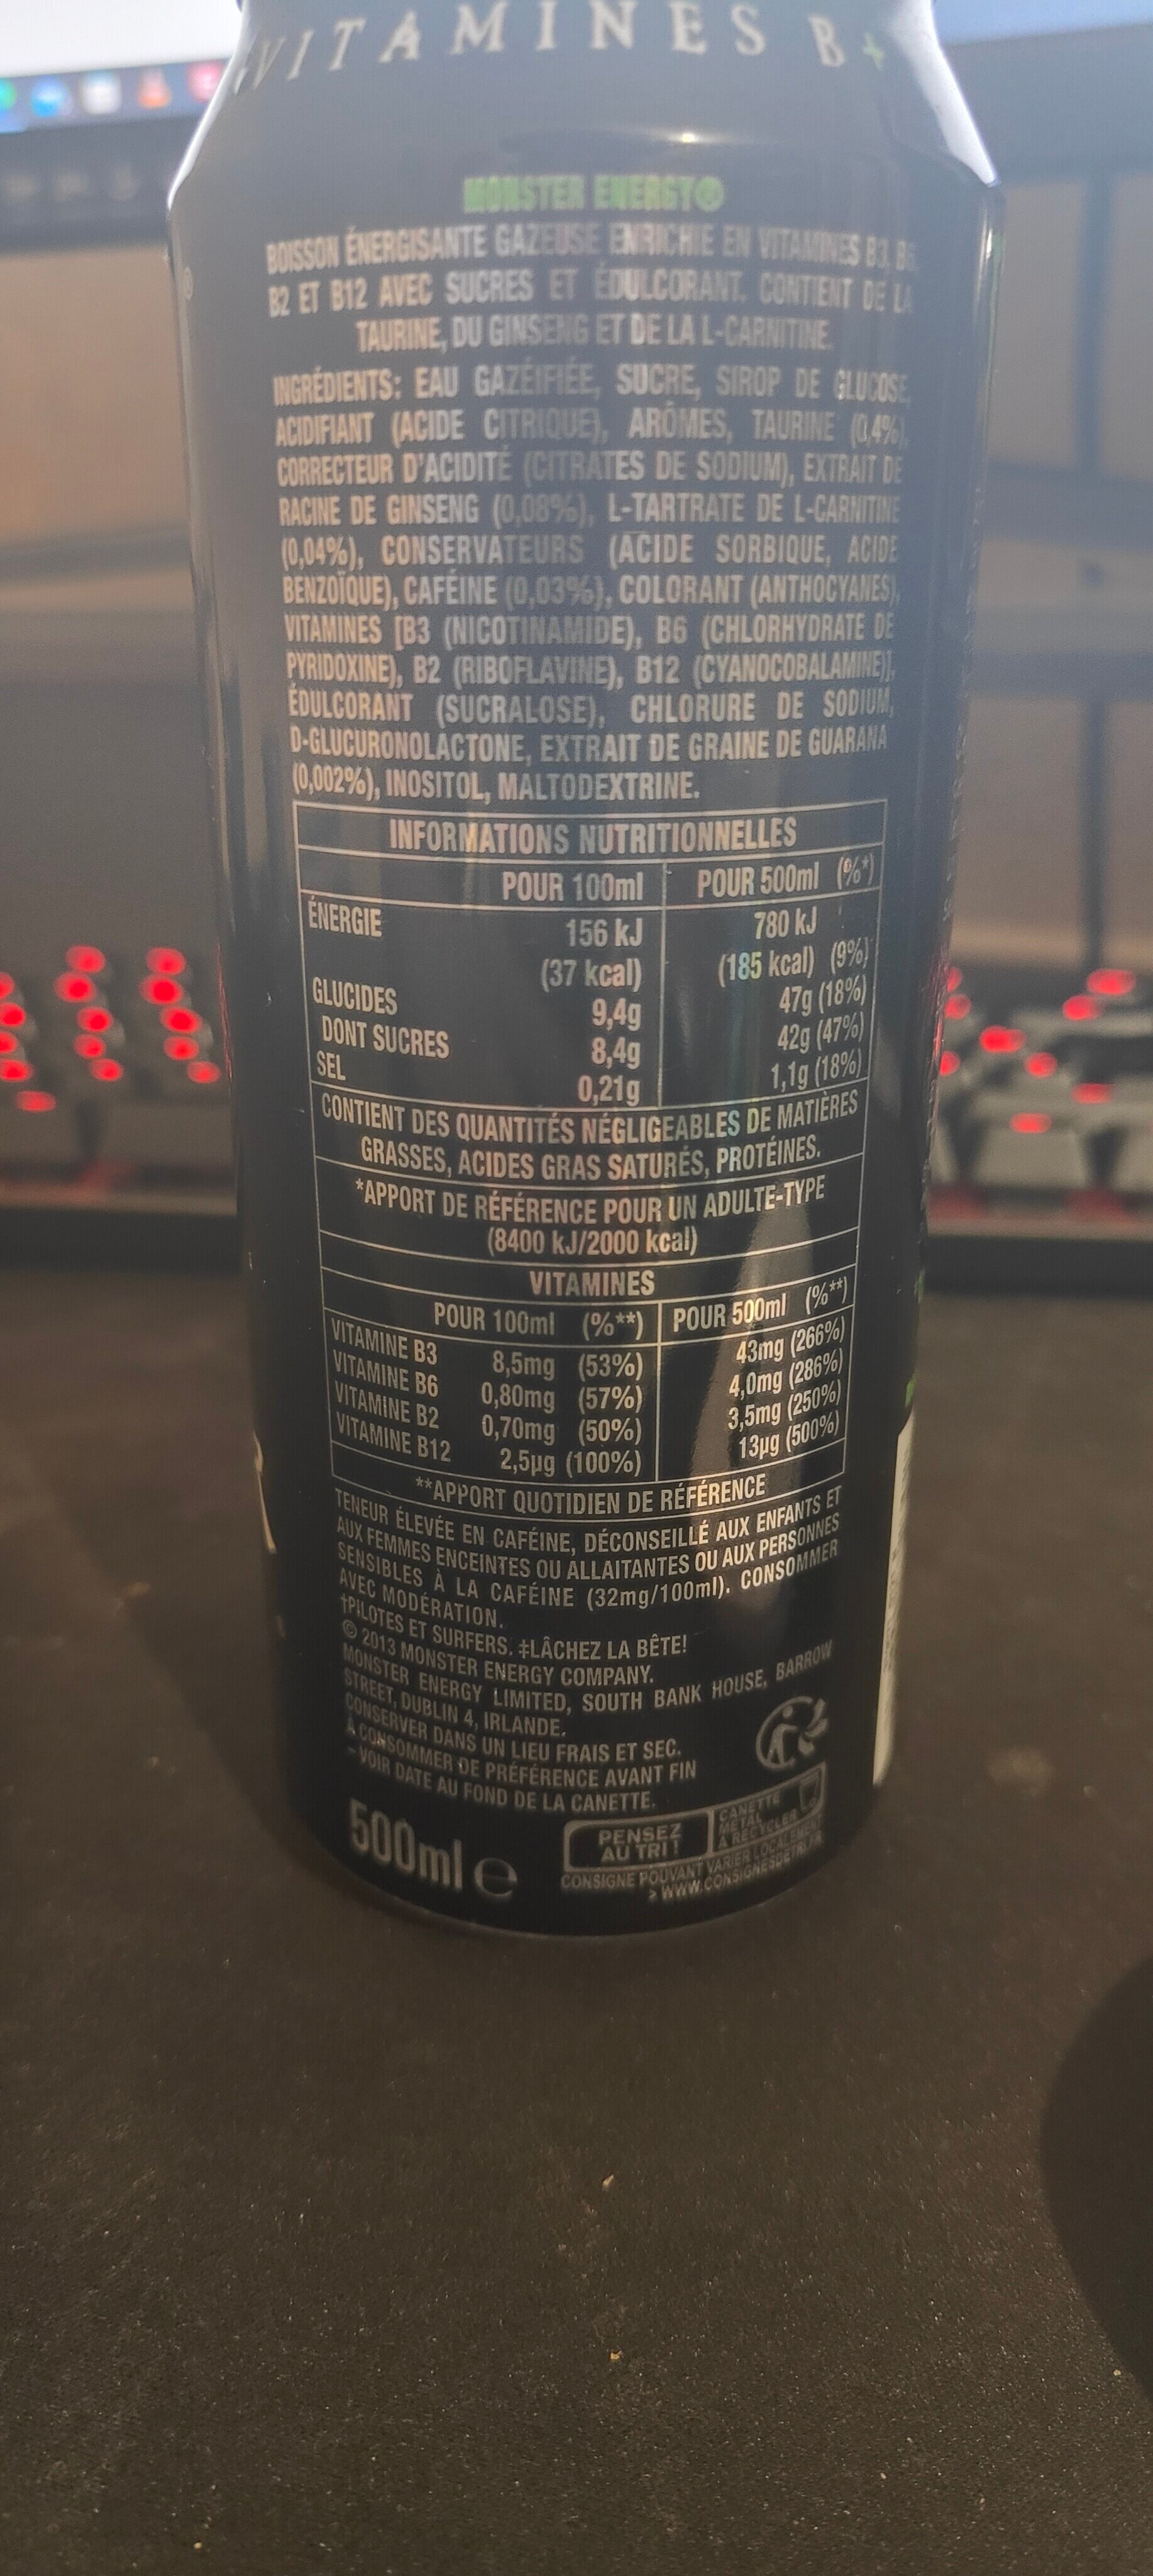 VITAMINES B+
MONSTER ENERGY®
BOISSON ÉNERGISANTE GAZEUSE ENRICHIE EN VITAMINES B3, B6,
B2 ET B12 AVEC SUCRES ET ÉDULCORANT. CONTIENT DE LA
TAURINE, DU GINSENG ET DE LA L-CARNITINE.
INGRÉDIENTS: EAU GAZÉIFIÉE, SUCRE, SIROP DE GLUCOSE,
ACIDIFIANT (ACIDE CITRIQUE), ARÔMES, TAURINE (0,4%),
CORRECTEUR D'ACIDITÉ (CITRATES DE SODIUM), EXTRAIT DE
RACINE DE GINSENG (0,08%), L-TARTRATE DE L-CARNITINE
(0,04%), CONSERVATEURS (ACIDE SORBIQUE, ACIDE
BENZOÏQUE), CAFÉINE (0,03%), COLORANT (ANTHOCYANES),
VITAMINES [B3 (NICOTINAMIDE), B6 (CHLORHYDRATE DE
PYRIDOXINE), B2 (RIBOFLAVINE), B12 (CYANOCOBALAMINE)],
ÉDULCORANT (SUCRALOSE), CHLORURE DE SODIUM,
D-GLUCURONOLACTONE, EXTRAIT DE GRAINE DE GUARANA
(0,002%), INOSITOL, MALTODEXTRINE.
INFORMATIONS NUTRITIONNELLES
POUR 100ml POUR 500ml (%*)
ÉNERGIE 156 kJ 780 kJ
(37 kcal) (185 kcal) (9%)
GLUCIDES 9,4g 47g (18%)
DONT SUCRES 8,4g 42g (47%)
SEL 0,21g 1,1g (18%)
CONTIENT DES QUANTITÉS NÉGLIGEABLES DE MATIÈRES
GRASSES, ACIDES GRAS SATURÉS, PROTÉINES.
*APPORT DE RÉFÉRENCE POUR UN ADULTE-TYPE
(8400 kJ/2000 kcal)
VITAMINES
POUR 100ml (%**) POUR 500ml (%**)
VITAMINE B3 8,5mg (53%) 43mg (266%)
VITAMINE B6 0,80mg (57%) 4,0mg (286%)
VITAMINE B2 0,70mg (50%) 3,5mg (250%)
VITAMINE B12 2,5µg (100%) 13µg (500%)
**APPORT QUOTIDIEN DE RÉFÉRENCE
TENEUR ÉLEVÉE EN CAFÉINE, DÉCONSEILLÉ AUX ENFANTS ET
AUX FEMMES ENCEINTES OU ALLAITANTES OU AUX PERSONNES
SENSIBLES À LA CAFÉINE (32mg/100ml). CONSOMMER
AVEC MODÉRATION.
†PILOTES ET SURFERS. ‡LÂCHEZ LA BÊTE!
© 2013 MONSTER ENERGY COMPANY.
MONSTER ENERGY LIMITED, SOUTH BANK HOUSE, BARROW
STREET, DUBLIN 4, IRLANDE.
CONSERVER DANS UN LIEU FRAIS ET SEC.
À CONSOMMER DE PRÉFÉRENCE AVANT FIN
- VOIR DATE AU FOND DE LA CANETTE.
500ml e
PENSEZ
AU TRI !
CANETTE
MÉTAL
À RECYCLER
CONSIGNE POUVANT VARIER LOCALEMENT
> WWW.CONSIGNESDETRI.FR